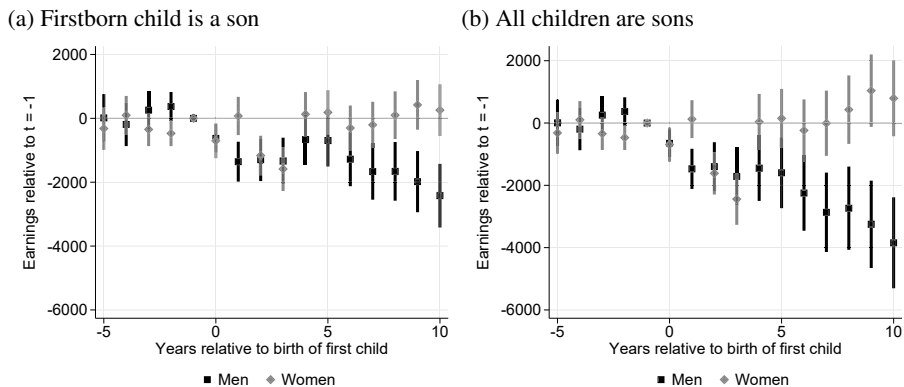 (a) Firstborn child is a son
Earnings relative to t = -1
2000
0
-2000
-4000
-6000
-5
0
5
10
Years relative to birth of first child
Men
Women
(b) All children are sons
Earnings relative to t = -1
2000
0
-2000
-4000
-6000
-5
0
5
10
Years relative to birth of first child
Men
Women